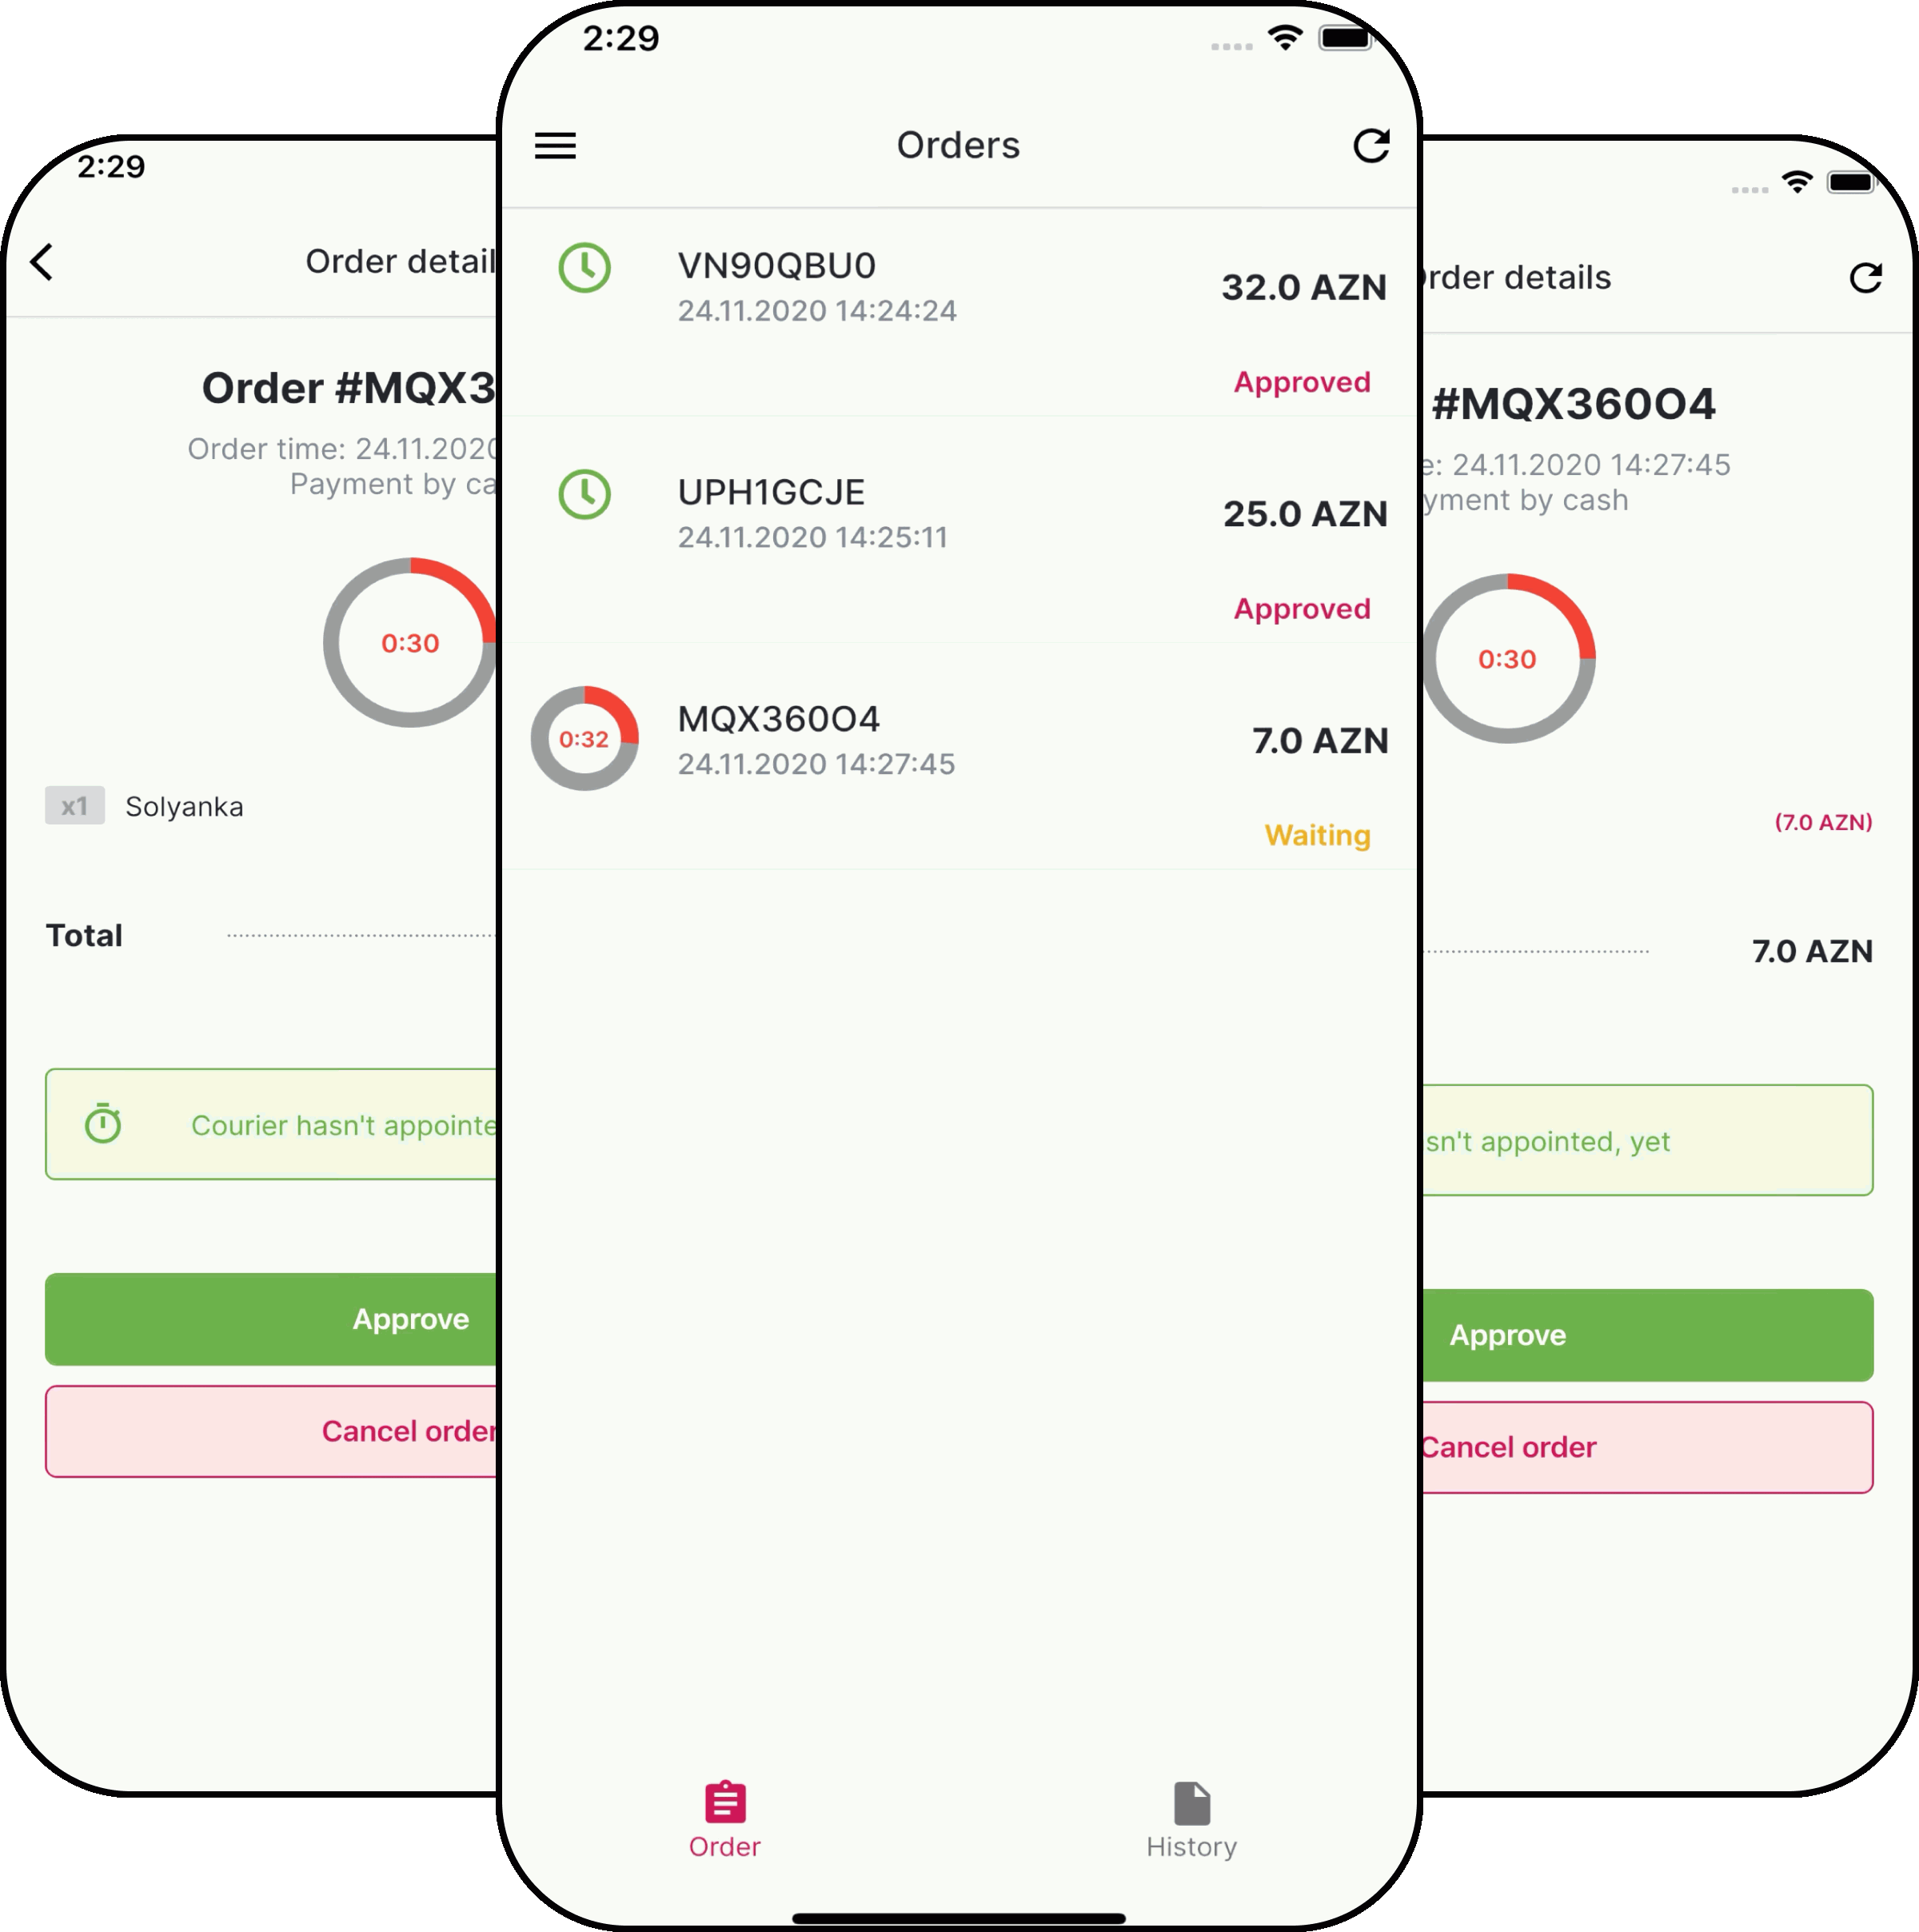 2:29
Order detail
Order #MQX3
Order time: 24.11.2020
Payment by ca
0:30
x1 Solyanka
Total
Courier hasn't appointe
Approve
Cancel order
2:29
Orders
VN90QBU0
24.11.2020 14:24:24
32.0 AZN
Approved
UPH1GCJE
24.11.2020 14:25:11
25.0 AZN
Approved
0:32
MQX360O4
24.11.2020 14:27:45
7.0 AZN
Waiting
Order
History
rder details
#MQX360O4
e: 24.11.2020 14:27:45
yment by cash
0:30
(7.0 AZN)
7.0 AZN
sn't appointed, yet
Approve
Cancel order